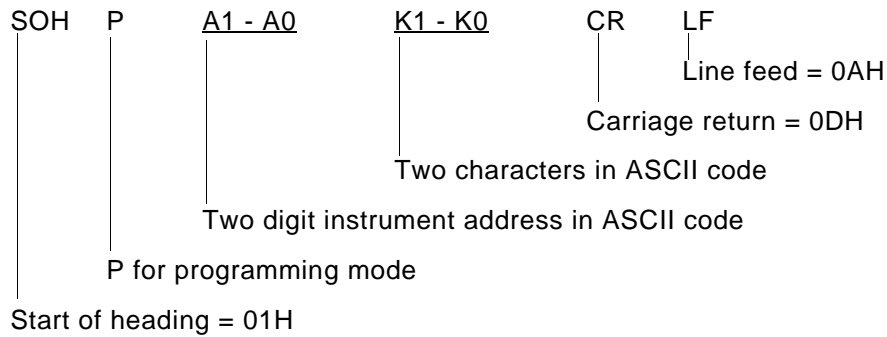 SOH P A1 - A0 K1 - K0 CR LF
Line feed = 0AH
Carriage return = 0DH
Two characters in ASCII code
Two digit instrument address in ASCII code
P for programming mode
Start of heading = 01H